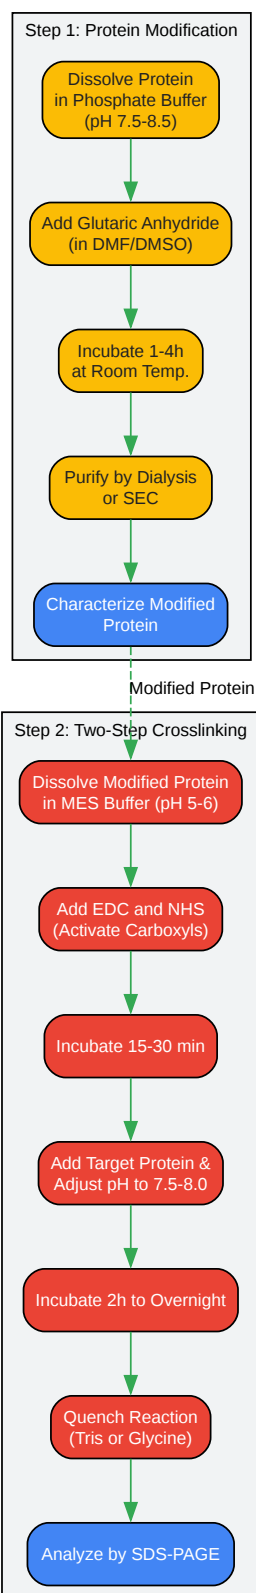 Step 1: Protein Modification
Dissolve Protein
in Phosphate Buffer
(pH 7.5-8.5)
Add Glutaric Anhydride
(in DMF/DMSO)
Incubate 1-4h
at Room Temp.
Purify by Dialysis
or SEC
Characterize Modified
Protein
Modified Protein
Step 2: Two-Step Crosslinking
Dissolve Modified Protein
in MES Buffer (pH 5-6)
Add EDC and NHS
(Activate Carboxyls)
Incubate 15-30 min
Add Target Protein &
Adjust pH to 7.5-8.0
Incubate 2h to Overnight
Quench Reaction
(Tris or Glycine)
Analyze by SDS-PAGE